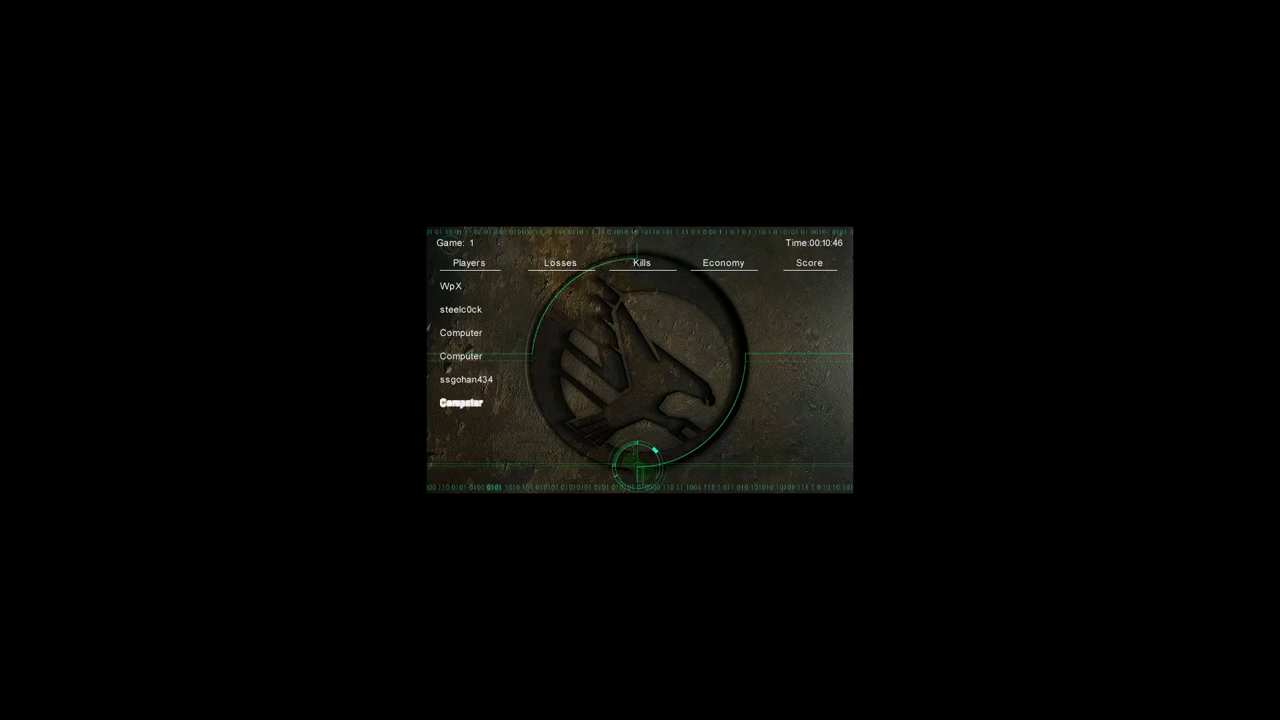 Game: 1 Time:00:10:46
Players Losses Kills Economy Score
WpX
steelc0ck
Computer
Computer
ssgohan434
Computer